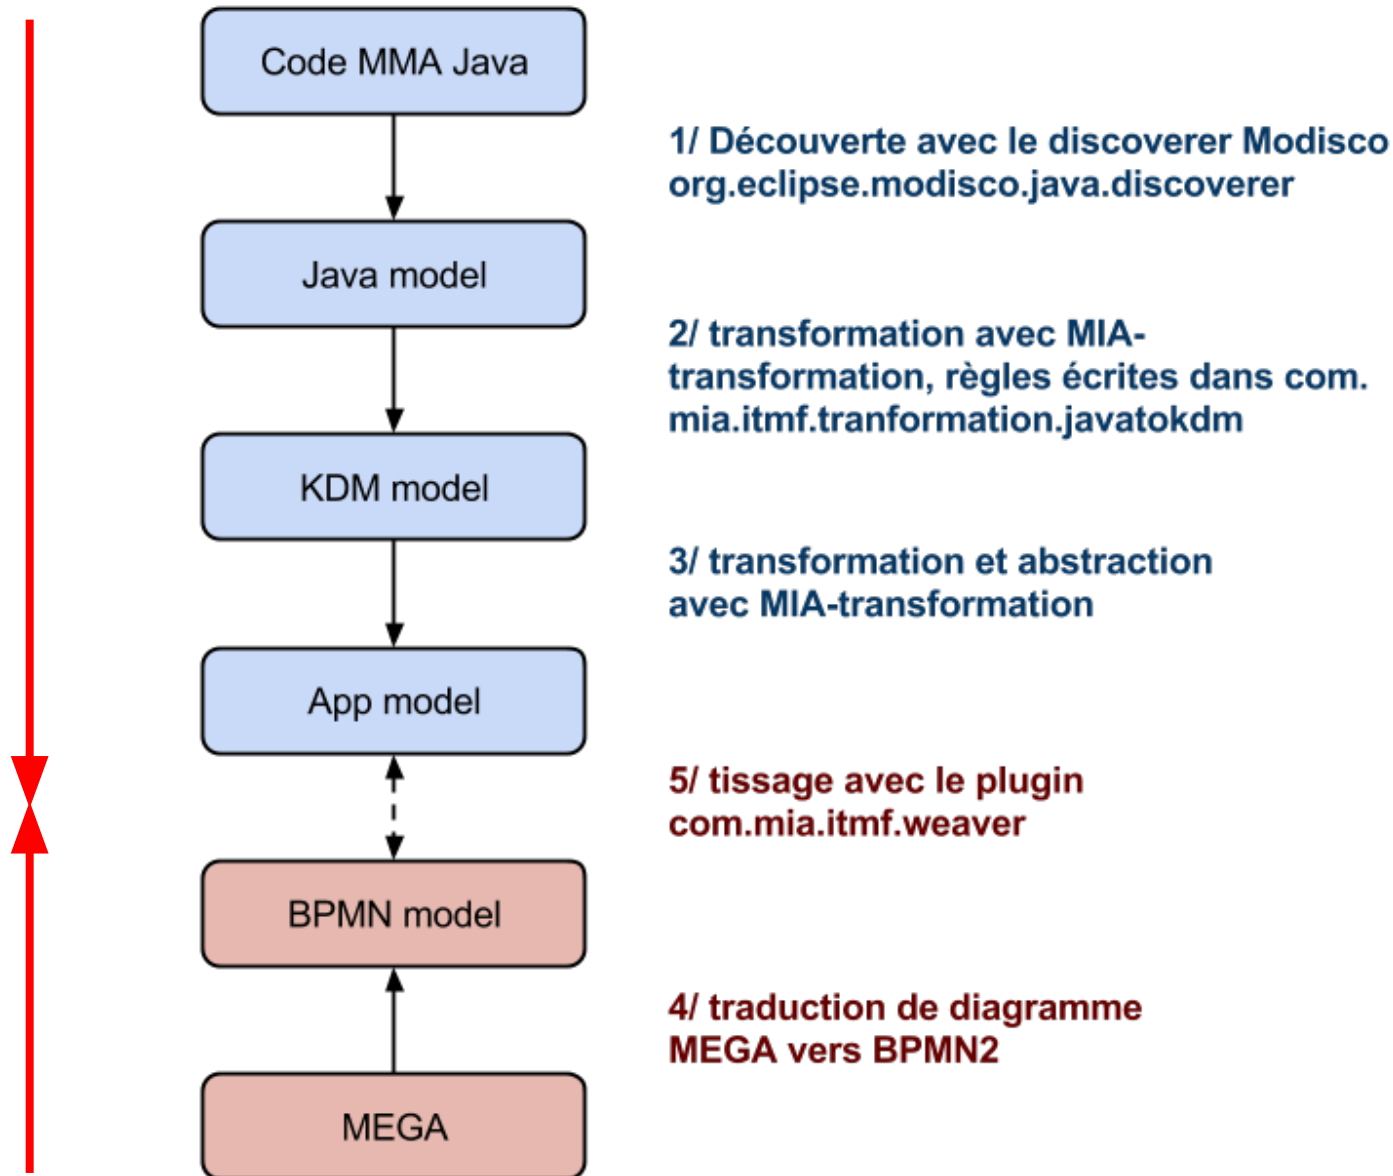 Code MMA Java
1/ Découverte avec le discoverer Modisco
org.eclipse.modisco.java.discoverer
Java model
2/ transformation avec MIA-
transformation, règles écrites dans com.
mia.itmf.tranformation.javatokdm
KDM model
3/ transformation et abstraction
avec MIA-transformation
App model
5/ tissage avec le plugin
com.mia.itmf.weaver
BPMN model
4/ traduction de diagramme
MEGA vers BPMN2
MEGA